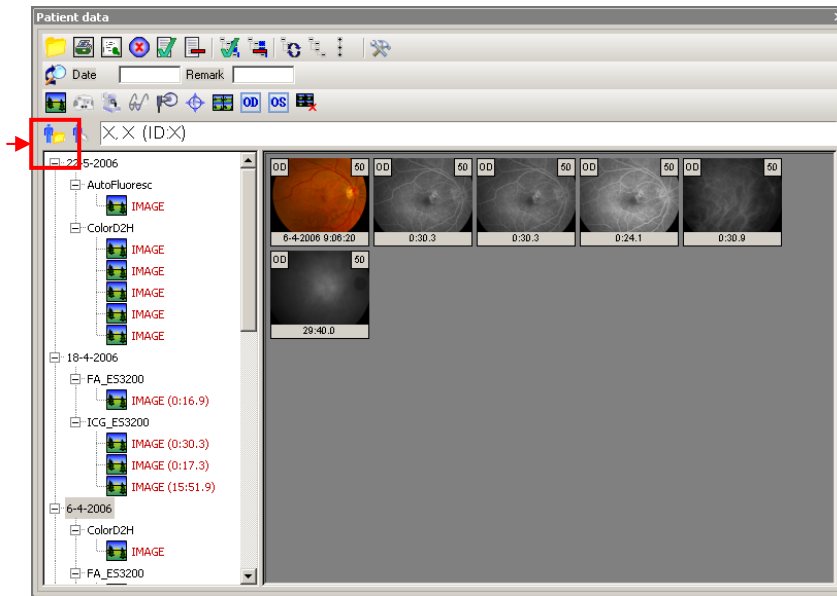 Patient data
Date Remark
OD OS
X, X (ID:X)
22-5-2006
AutoFluoresc
IMAGE
ColorD2H
IMAGE
IMAGE
IMAGE
IMAGE
IMAGE
18-4-2006
FA_ES3200
IMAGE (0:16.9)
ICG_ES3200
IMAGE (0:30.3)
IMAGE (0:17.3)
IMAGE (15:51.9)
6-4-2006
ColorD2H
IMAGE
FA_ES3200
OD 50 OD 50 OD 50 OD 50 OD 50
6-4-2006 9:06:20 0:30.3 0:30.3 0:24.1 0:30.9
OD 50
29:40.0